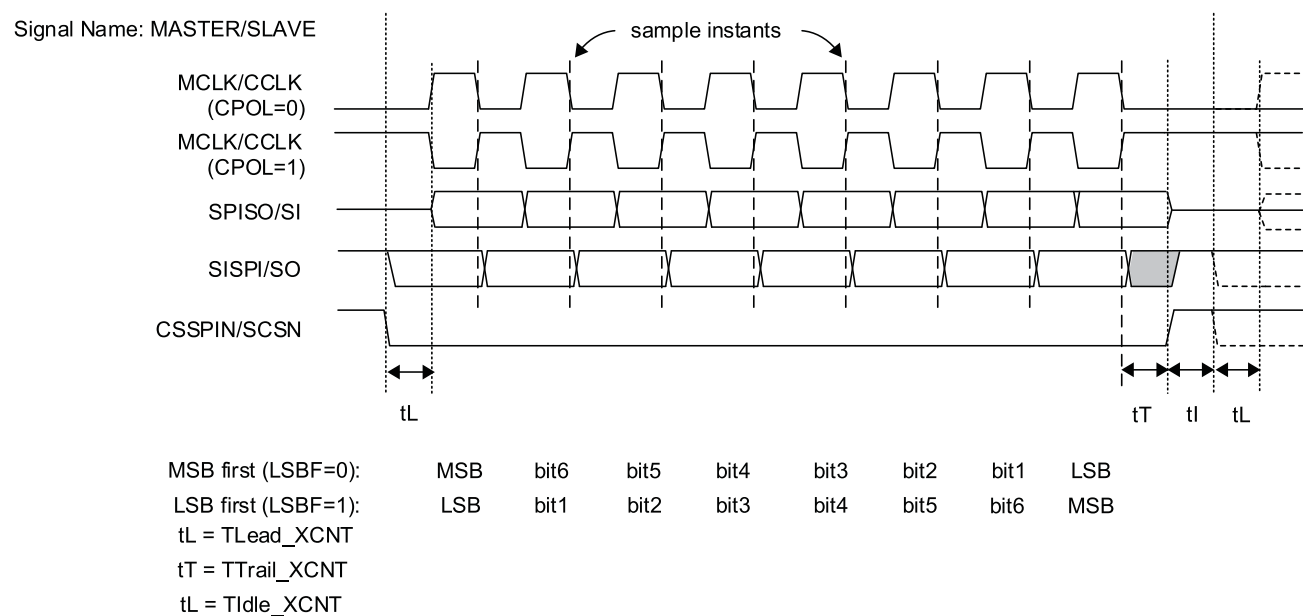 Signal Name: MASTER/SLAVE
sample instants
MCLK/CCLK
(CPOL=0)
MCLK/CCLK
(CPOL=1)
SPISO/SI
SISPI/SO
CSSPIN/SCSN
tL
tT tI tL
MSB first (LSBF=0): MSB bit6 bit5 bit4 bit3 bit2 bit1 LSB
LSB first (LSBF=1): LSB bit1 bit2 bit3 bit4 bit5 bit6 MSB
tL = TLead_XCNT
tT = TTrail_XCNT
tL = TIdle_XCNT